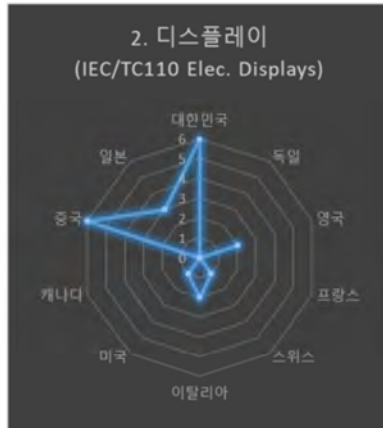 2. 디스플레이
(IEC/TC110 Elec. Displays)
대한민국
6
일본
독일
5
4
3
중국
영국
2
1
0
캐나다
프랑스
미국
스위스
이탈리아